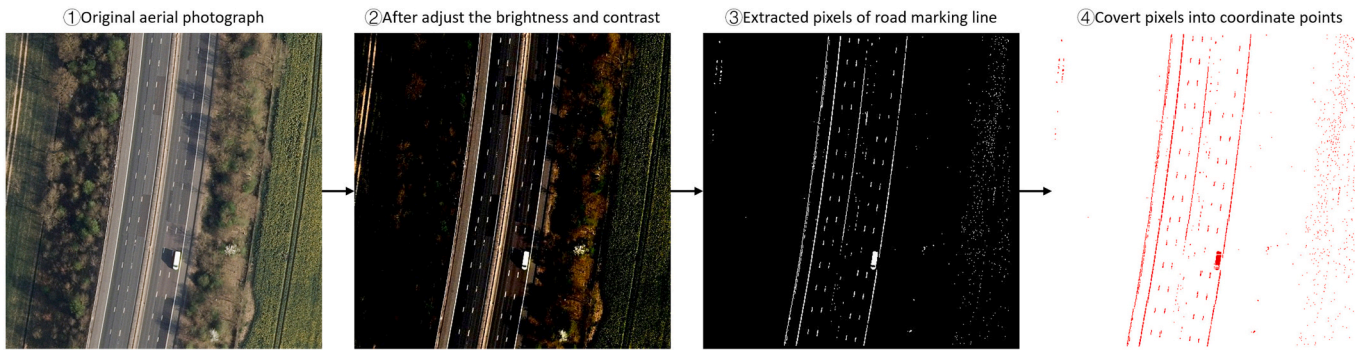 ①Original aerial photograph
②After adjust the brightness and contrast
③Extracted pixels of road marking line
④Covert pixels into coordinate points